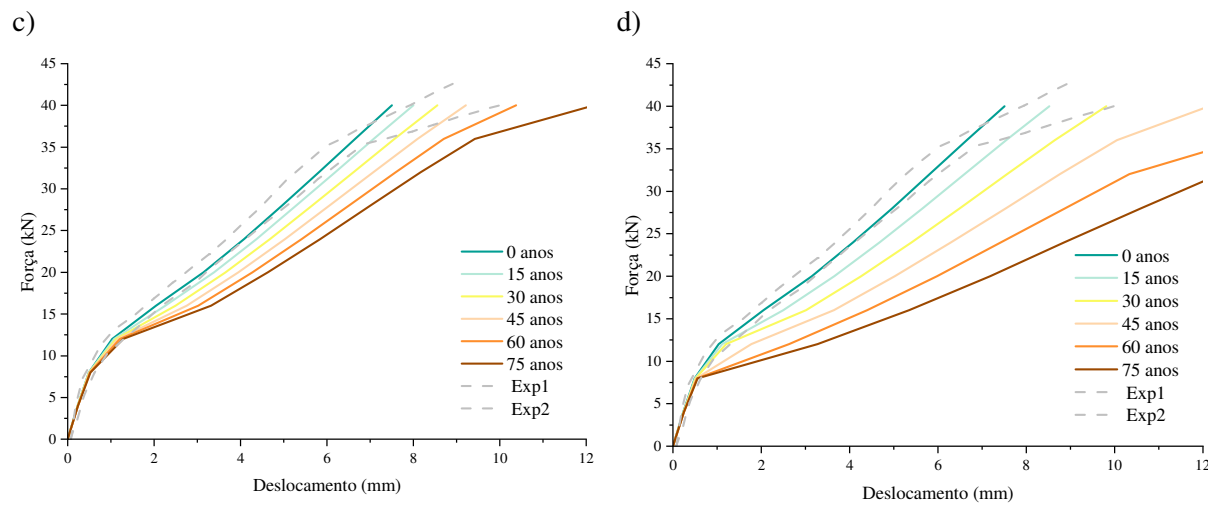 c)
45
40
35
30
25
20
15
10
5
0
Força (kN)
0 anos
15 anos
30 anos
45 anos
60 anos
75 anos
Exp1
Exp2
0 2 4 6 8 10 12
Deslocamento (mm)
d)
45
40
35
30
25
20
15
10
5
0
Força (kN)
0 anos
15 anos
30 anos
45 anos
60 anos
75 anos
Exp1
Exp2
0 2 4 6 8 10 12
Deslocamento (mm)